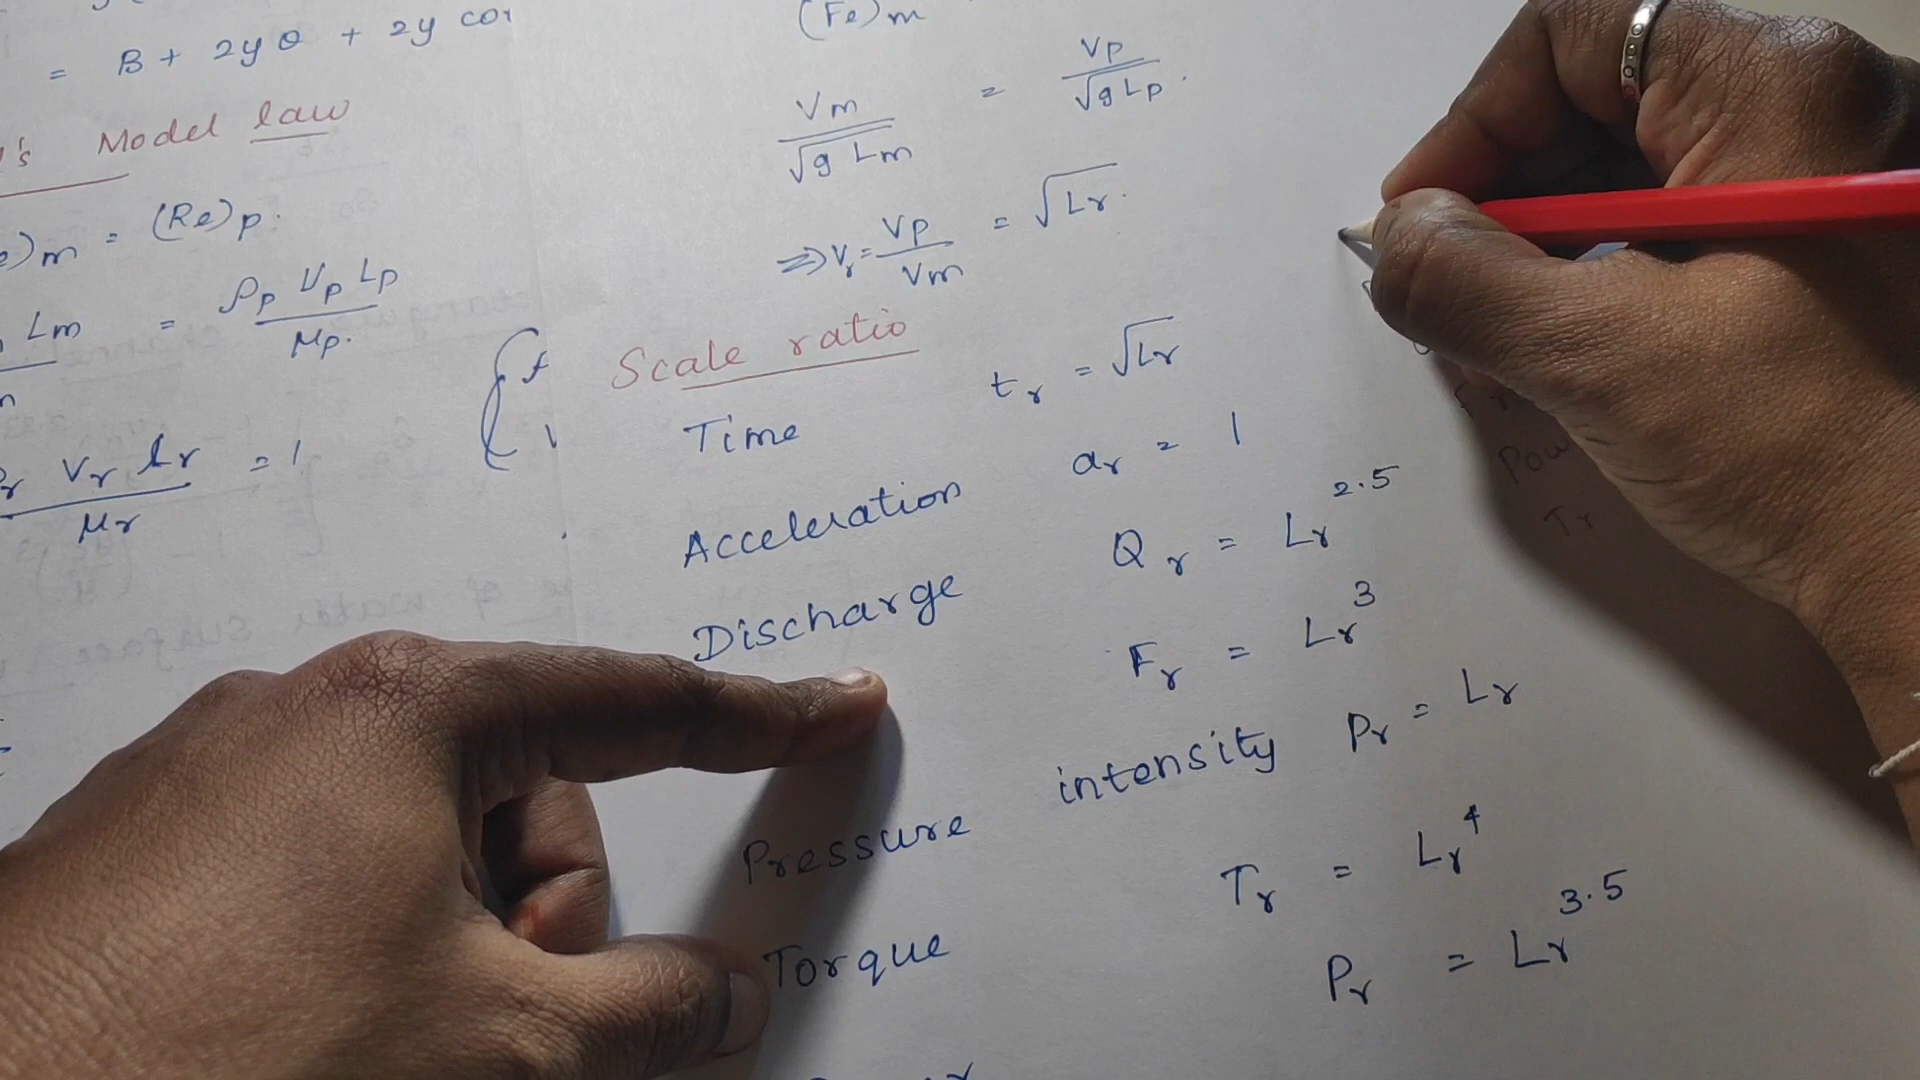 = B + 2yθ + 2y
's Model law
)m = (Re)p.
Lm = ρp Vp Lp / μp.
Vr Lr / μr = 1
(Fe)m
Vm / √g Lm = Vp / √g Lp.
⇒ Vr = Vp / Vm = √Lr.
Scale ratio
Time tr = √Lr
Acceleration ar = 1
Discharge Qr = Lr^2.5
Fr = Lr^3
Pressure intensity Pr = Lr
Torque Tr = Lr^4
Pr = Lr^3.5
Tr